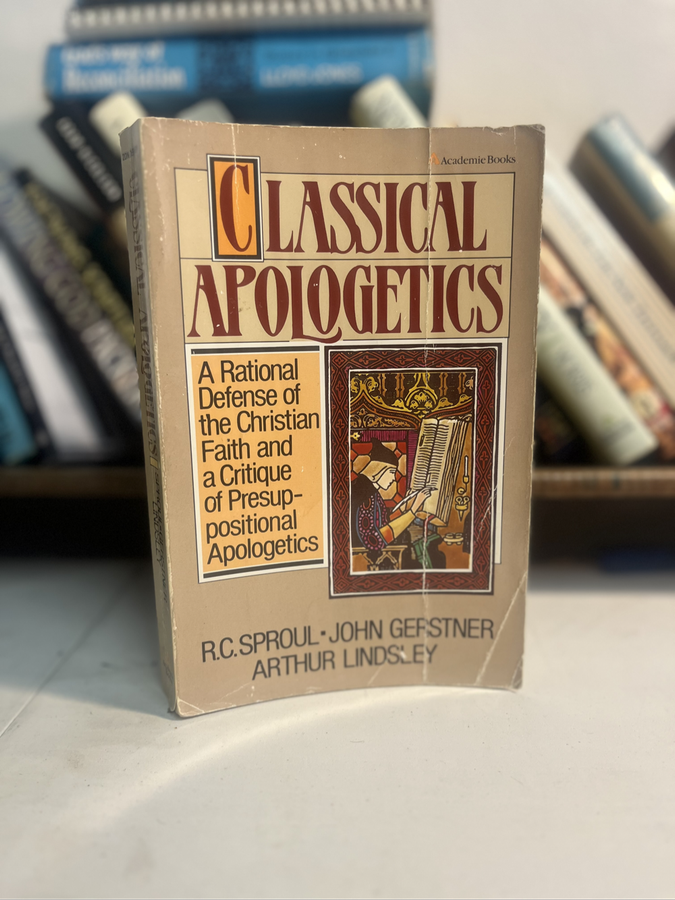 Reconciliation
LLOYD-JONES
Academie Books
CLASSICAL
APOLOGETICS
A Rational
Defense of
the Christian
Faith and
a Critique
of Presup-
positional
Apologetics
R.C. SPROUL • JOHN GERSTNER
ARTHUR LINDSLEY